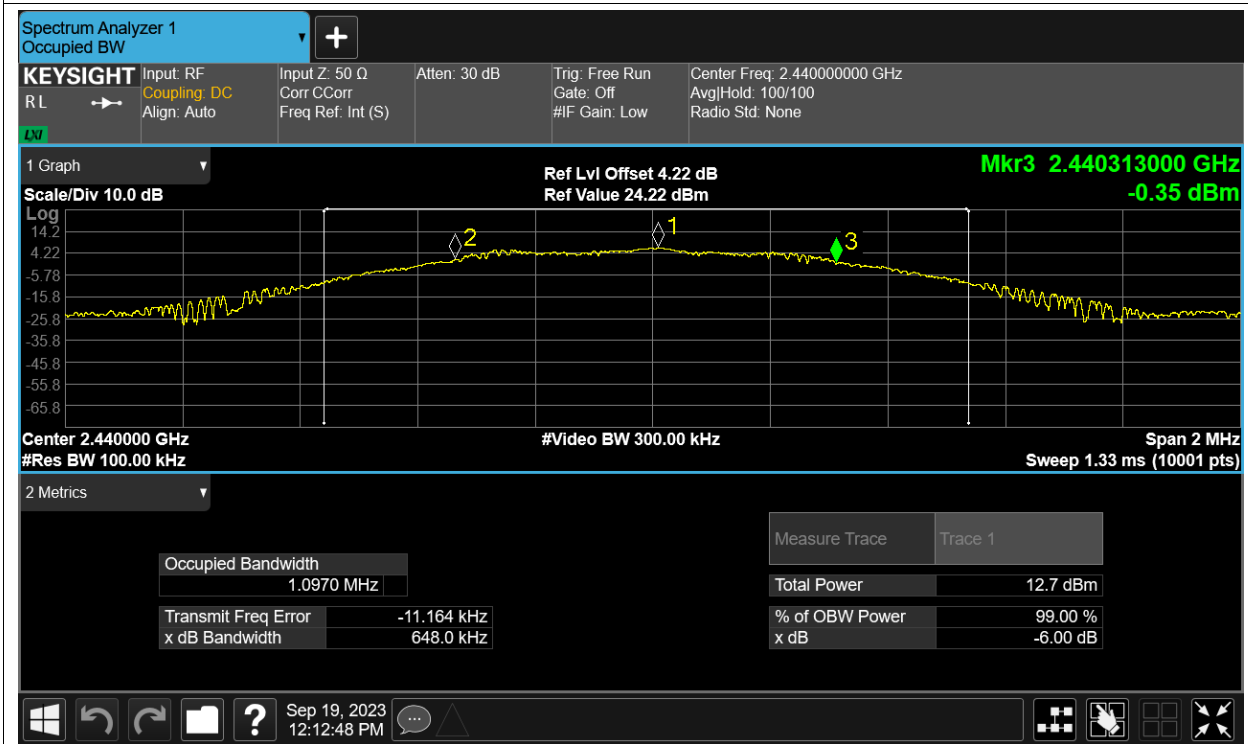 Spectrum Analyzer 1
Occupied BW
KEYSIGHT
RL
LXI
Input: RF
Coupling: DC
Align: Auto
Input Z: 50 Ω
Corr CCorr
Freq Ref: Int (S)
Atten: 30 dB
Trig: Free Run
Gate: Off
#IF Gain: Low
Center Freq: 2.440000000 GHz
Avg|Hold: 100/100
Radio Std: None
1 Graph
Scale/Div 10.0 dB
Ref Lvl Offset 4.22 dB
Ref Value 24.22 dBm
Mkr3 2.440313000 GHz
-0.35 dBm
Log
14.2
4.22
-5.78
-15.8
-25.8
-35.8
-45.8
-55.8
-65.8
2
1
3
Center 2.440000 GHz
#Res BW 100.00 kHz
#Video BW 300.00 kHz
Span 2 MHz
Sweep 1.33 ms (10001 pts)
2 Metrics
Occupied Bandwidth
1.0970 MHz
Transmit Freq Error -11.164 kHz
x dB Bandwidth 648.0 kHz
Measure Trace Trace 1
Total Power 12.7 dBm
% of OBW Power 99.00 %
x dB -6.00 dB
?
Sep 19, 2023
12:12:48 PM